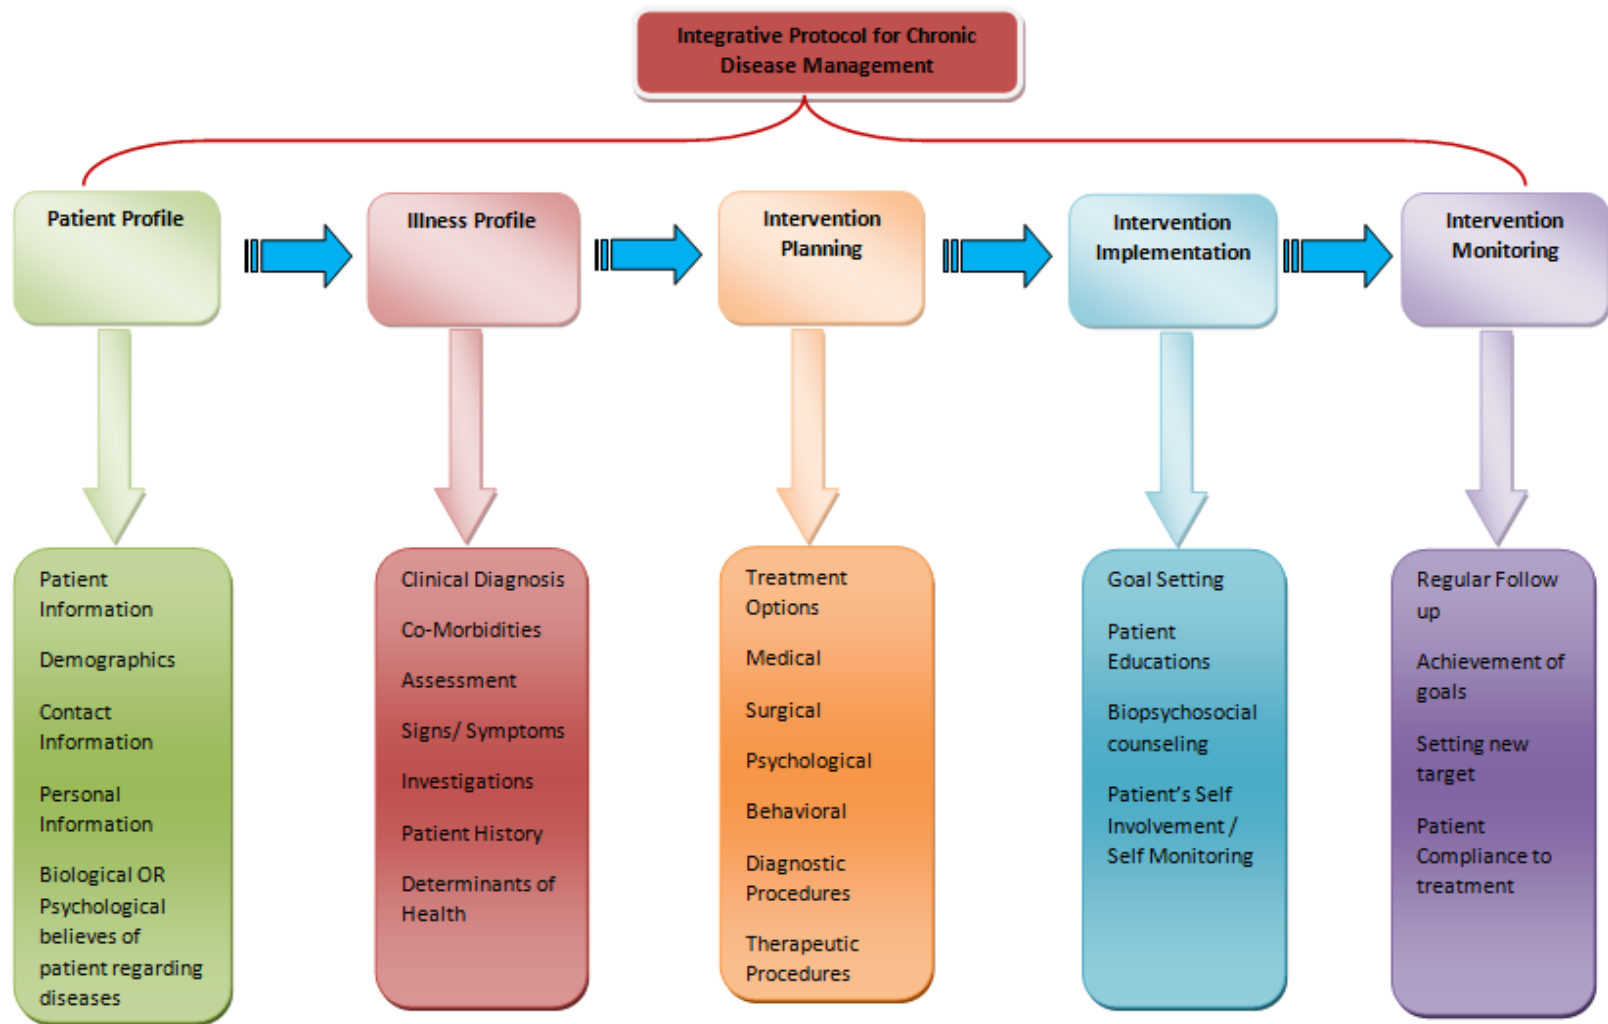 Integrative Protocol for Chronic
Disease Management
Patient Profile
Illness Profile
Intervention
Planning
Intervention
Implementation
Intervention
Monitoring
Patient
Information
Demographics
Contact
Information
Personal
Information
Biological OR
Psychological
believes of
patient regarding
diseases
Clinical Diagnosis
Co-Morbidities
Assessment
Signs/ Symptoms
Investigations
Patient History
Determinants of
Health
Treatment
Options
Medical
Surgical
Psychological
Behavioral
Diagnostic
Procedures
Therapeutic
Procedures
Goal Setting
Patient
Educations
Biopsychosocial
counseling
Patient’s Self
Involvement /
Self Monitoring
Regular Follow
up
Achievement of
goals
Setting new
target
Patient
Compliance to
treatment